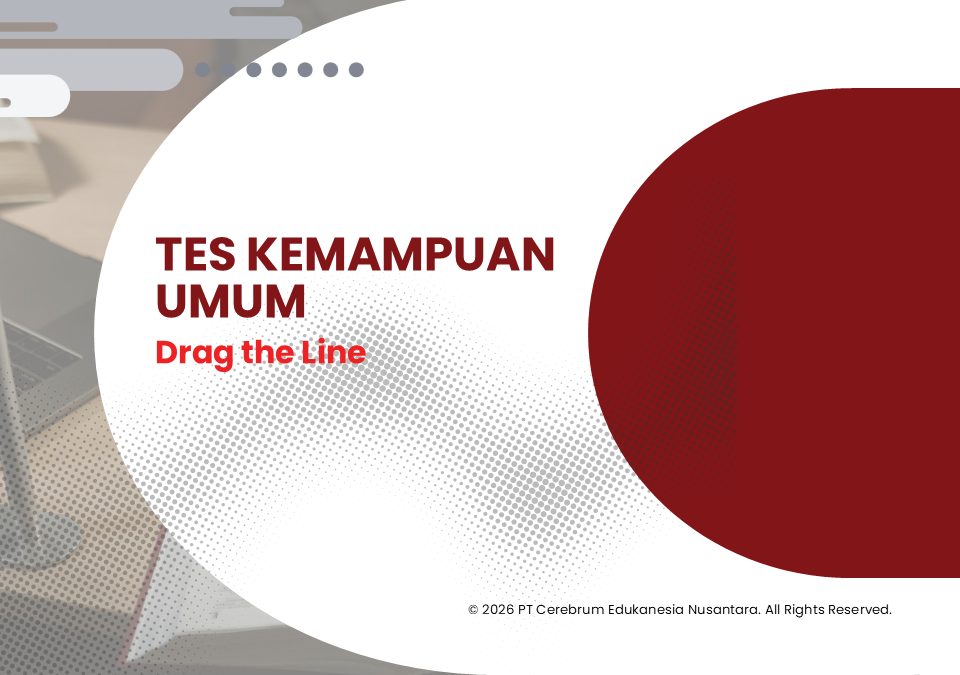 TES KEMAMPUAN
UMUM
Drag the Line
© 2026 PT Cerebrum Edukanesia Nusantara. All Rights Reserved.